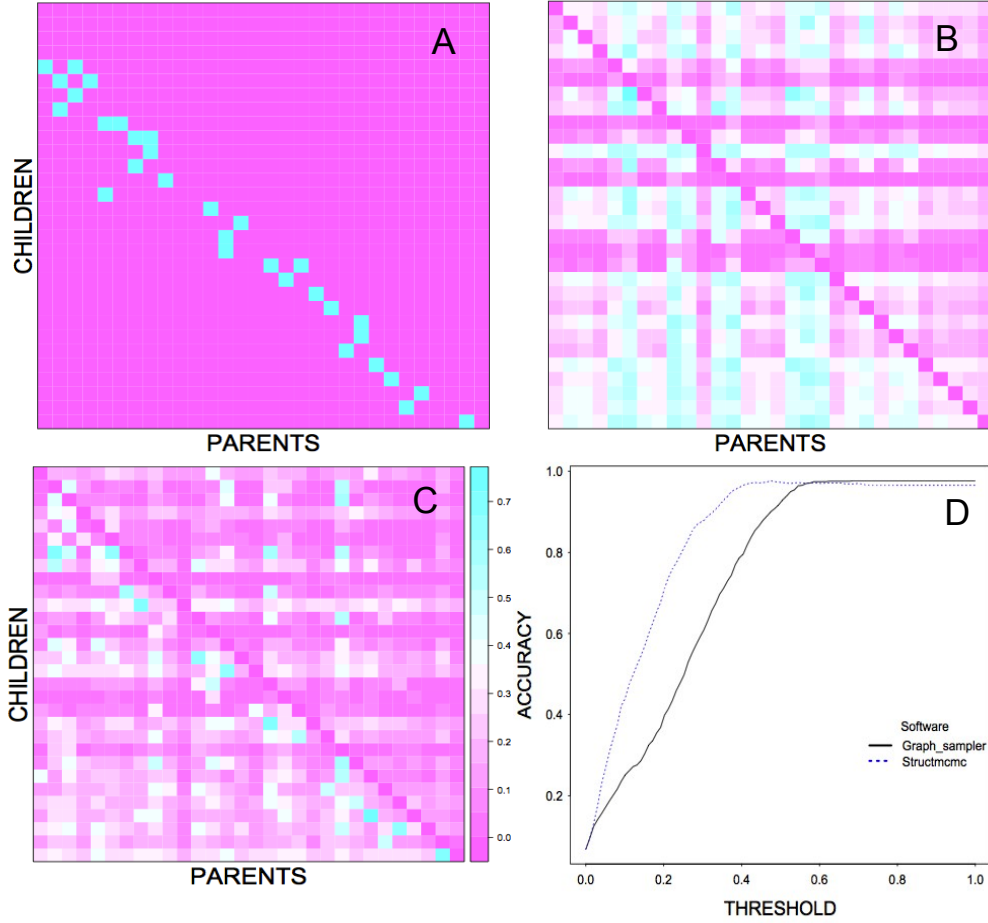 A
B
CHILDREN
PARENTS
PARENTS
C
0.7
0.6
0.5
0.4
0.3
0.2
0.1
0.0
CHILDREN
PARENTS
D
1.0
0.8
0.6
0.4
0.2
ACCURACY
Software
Graph_sampler
Structmcmc
0.0 0.2 0.4 0.6 0.8 1.0
THRESHOLD